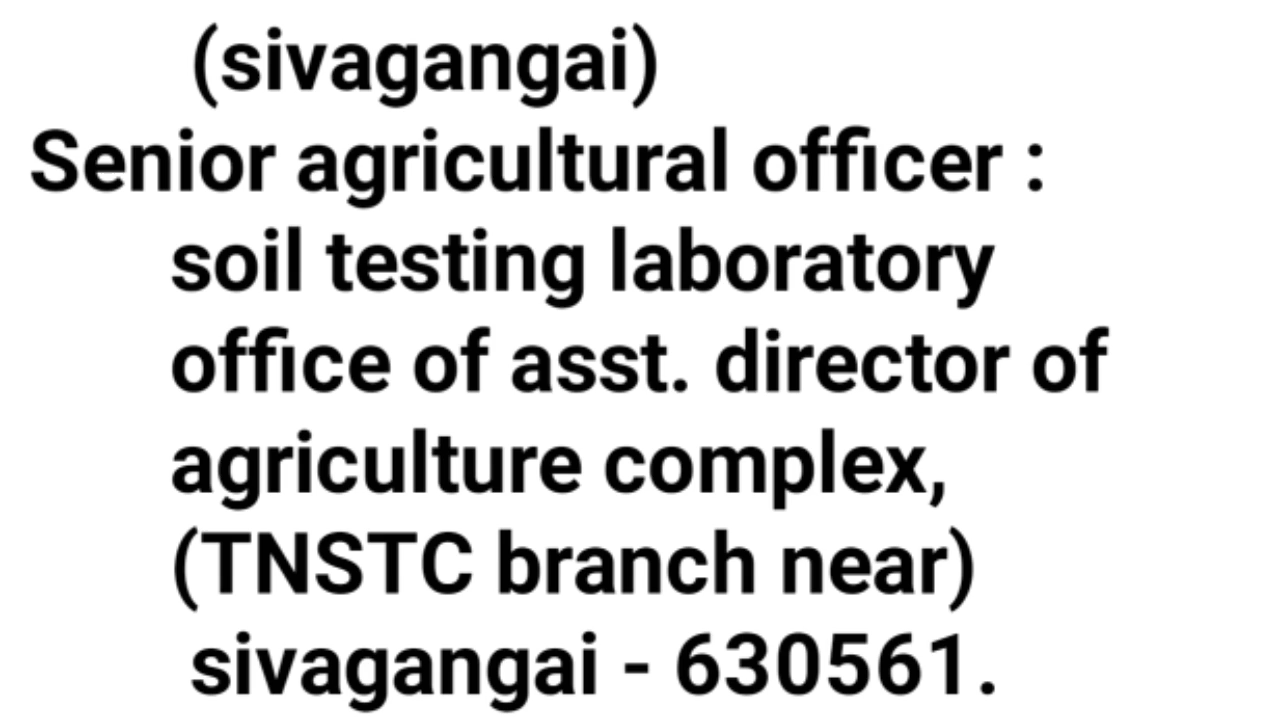 (sivagangai)
Senior agricultural officer :
soil testing laboratory
office of asst. director of
agriculture complex,
(TNSTC branch near)
sivagangai - 630561.